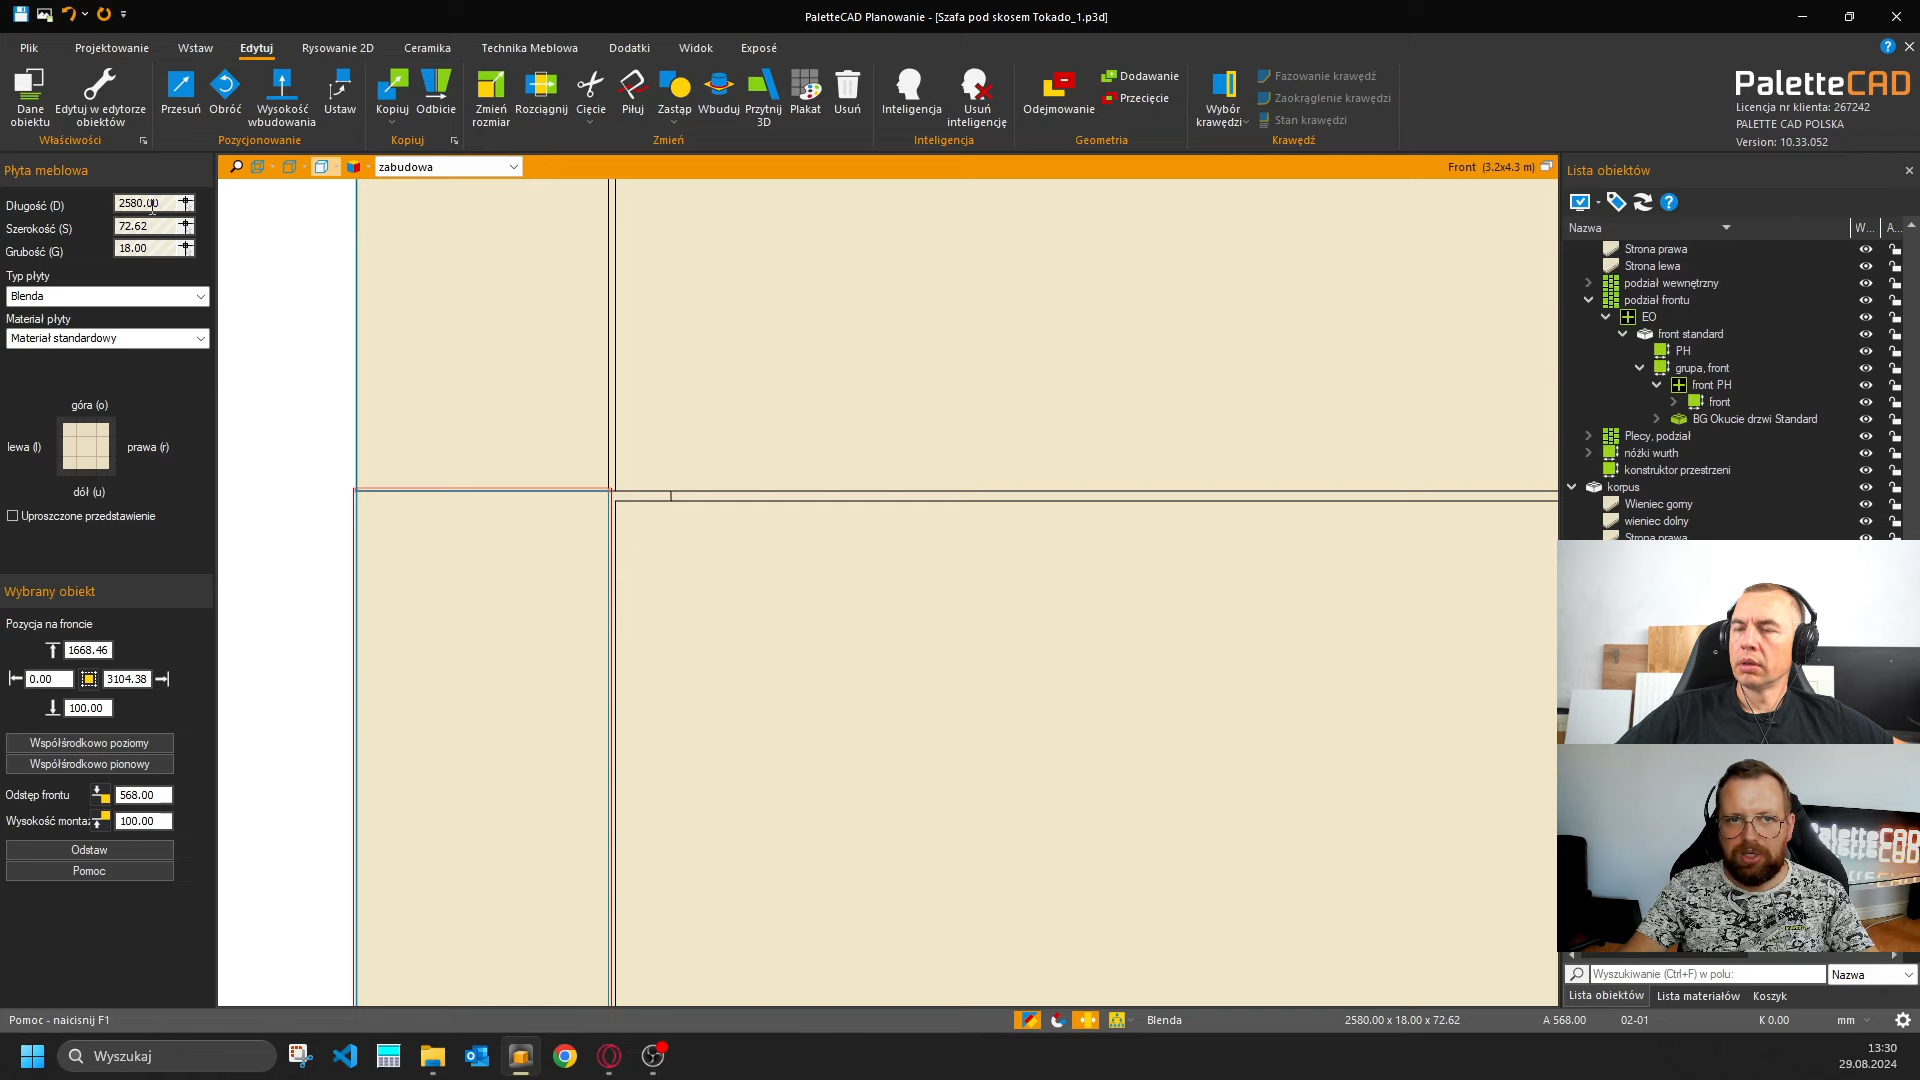 PaletteCAD Planowanie - [Szafa pod skosem Tokado_1.p3d]
Plik Projektowanie Wstaw Edytuj Rysowanie 2D Ceramika Technika Meblowa Dodatki Widok Exposé
Dane obiektu
Edytuj w edytorze obiektów
Właściwości
Przesuń
Obróć
Wysokość wbudowania
Ustaw
Pozycjonowanie
Kopiuj
Odbicie
Kopiuj
Zmień rozmiar
Rozciągnij
Cięcie
Piłuj
Zastąp
Wbuduj
Przytnij 3D
Plakat
Usuń
Zmień
Inteligencja
Usuń inteligencję
Inteligencja
Odejmowanie
Dodawanie
Przecięcie
Geometria
Wybór krawędzi
Fazowanie krawędź
Zaokrąglenie krawędzi
Stan krawędzi
Krawędź
PaletteCAD
Licencja nr klienta: 267242
PALETTE CAD POLSKA
Version: 10.33.052
Płyta meblowa
Długość (D) 2580.00
Szerokość (S) 72.62
Grubość (G) 18.00
Typ płyty
Blenda
Materiał płyty
Materiał standardowy
góra (o)
lewa (l) prawa (r)
dół (u)
Uproszczone przedstawienie
Wybrany obiekt
Pozycja na froncie
1668.46
0.00 3104.38
100.00
Współśrodkowo poziomy
Współśrodkowo pionowy
Odstęp frontu 568.00
Wysokość montaż 100.00
Odstaw
Pomoc
zabudowa
Front (3.2x4.3 m)
Lista obiektów
Nazwa W... A...
Strona prawa
Strona lewa
podział wewnętrzny
podział frontu
EO
front standard
PH
grupa, front
front PH
front
BG Okucie drzwi Standard
Plecy, podział
nóżki wurth
konstruktor przestrzeni
korpus
Wieniec gorny
wieniec dolny
Strona prawa
PaletteCAD
Wyszukiwanie (Ctrl+F) w polu: Nazwa
Lista obiektów Lista materiałów Koszyk
Pomoc - naicisnij F1
Blenda 2580.00 x 18.00 x 72.62 A 568.00 02-01 K 0.00 mm
Wyszukaj
13:30
29.08.2024